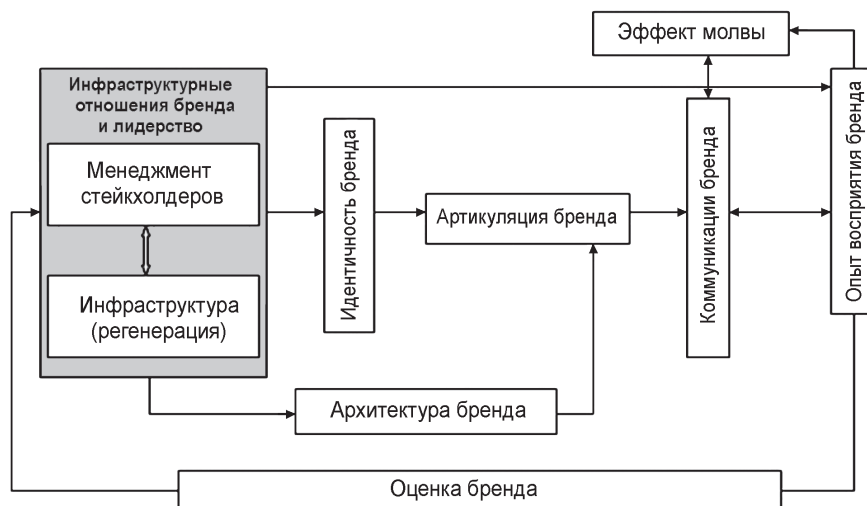 Эффект молвы
Инфраструктурные
отношения бренда
и лидерство
Менеджмент
стейкхолдеров
Инфраструктура
(регенерация)
Идентичность бренда
Артикуляция бренда
Коммуникации бренда
Опыт восприятия бренда
Архитектура бренда
Оценка бренда